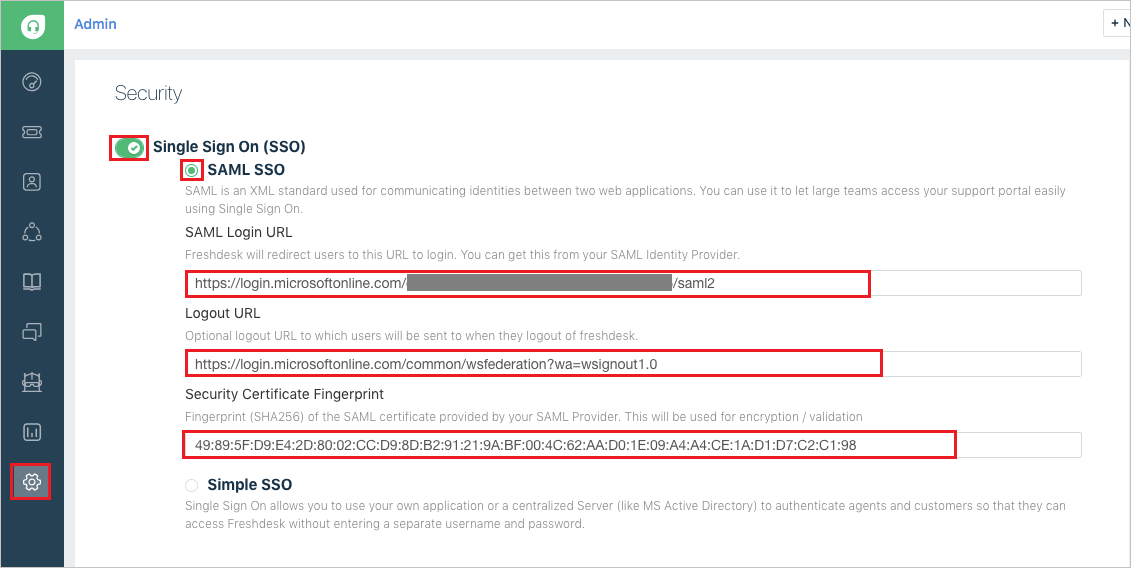 Admin
+ N
Security
Single Sign On (SSO)
SAML SSO
SAML is an XML standard used for communicating identities between two web applications. You can use it to let large teams access your support portal easily
using Single Sign On.
SAML Login URL
Freshdesk will redirect users to this URL to login. You can get this from your SAML Identity Provider.
https://login.microsoftonline.com/ /saml2
Logout URL
Optional logout URL to which users will be sent to when they logout of freshdesk.
https://login.microsoftonline.com/common/wsfederation?wa=wsignout1.0
Security Certificate Fingerprint
Fingerprint (SHA256) of the SAML certificate provided by your SAML Provider. This will be used for encryption / validation
49:89:5F:D9:E4:2D:80:02:CC:D9:8D:B2:91:21:9A:BF:00:4C:62:AA:D0:1E:09:A4:A4:CE:1A:D1:D7:C2:C1:98
Simple SSO
Single Sign On allows you to use your own application or a centralized Server (like MS Active Directory) to authenticate agents and customers so that they can
access Freshdesk without entering a separate username and password.